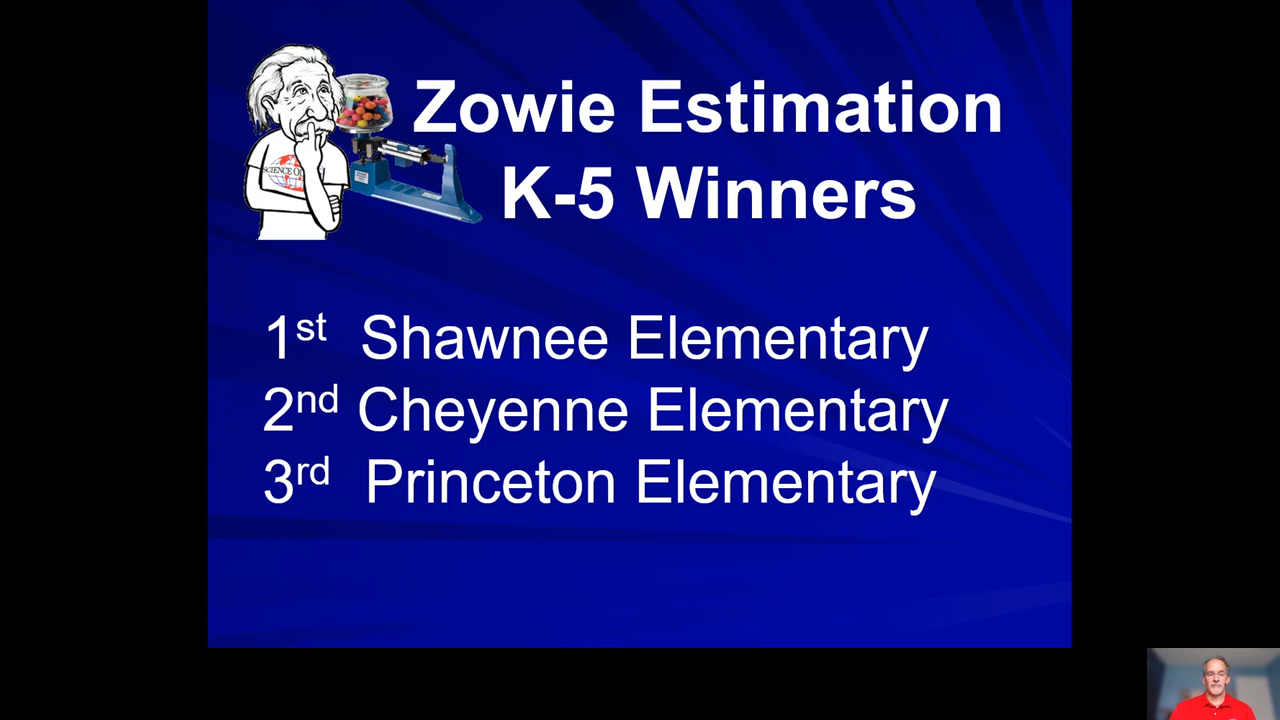 Zowie Estimation
K-5 Winners
1st Shawnee Elementary
2nd Cheyenne Elementary
3rd Princeton Elementary